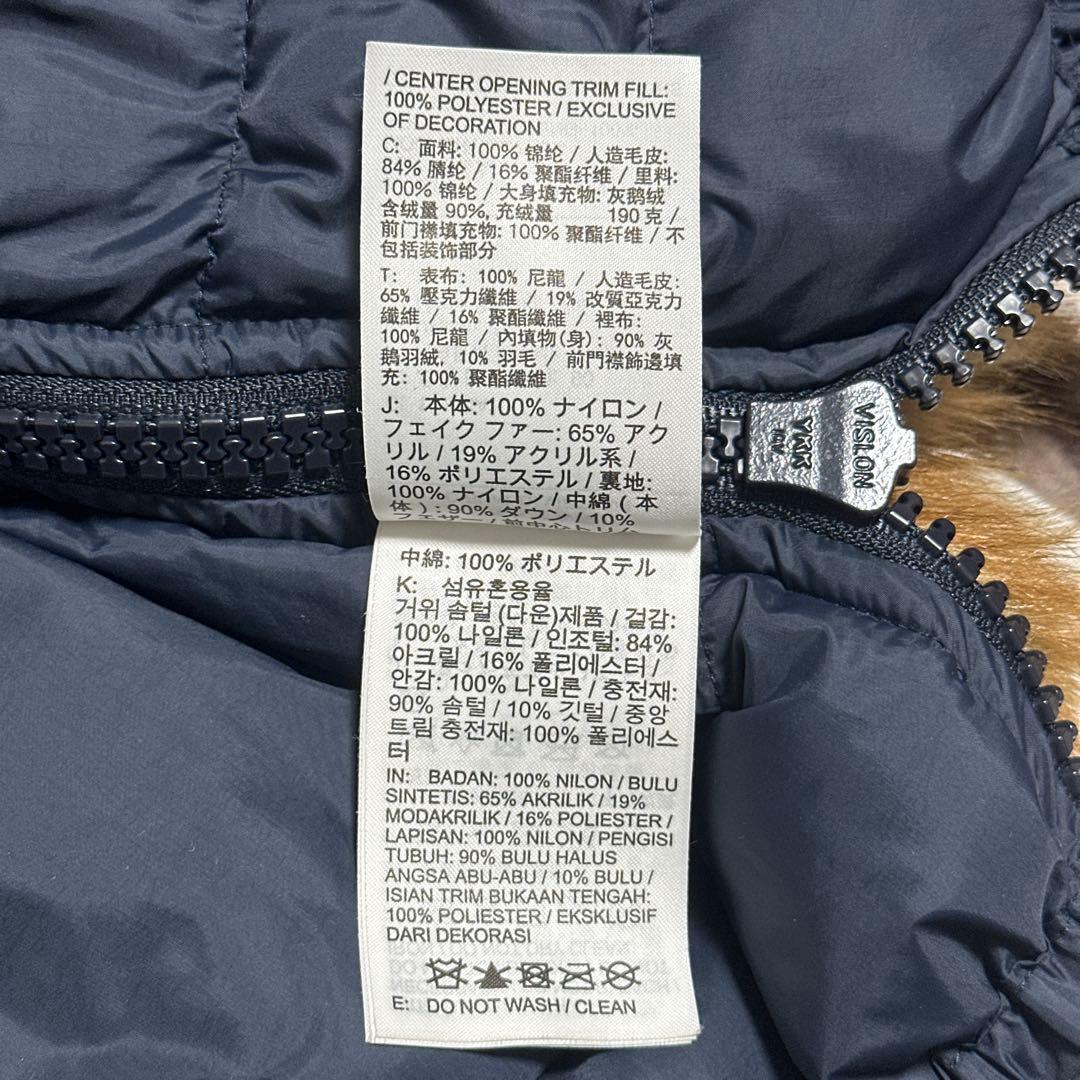 / CENTER OPENING TRIM FILL:
100% POLYESTER / EXCLUSIVE
OF DECORATION
C: 面料: 100% 锦纶 / 人造毛皮:
84% 腈纶 / 16% 聚酯纤维 / 里料:
100% 锦纶 / 大身填充物: 灰鹅绒
含绒量 90%, 充绒量 190 克 /
前门襟填充物: 100% 聚酯纤维 / 不
包括装饰部分
T: 表布: 100% 尼龍 / 人造毛皮:
65% 壓克力纖維 / 19% 改質亞克力
纖維 / 16% 聚酯纖維 / 裡布:
100% 尼龍 / 內填物(身): 90% 灰
鵝羽絨, 10% 羽毛 / 前門襟飾邊填
充: 100% 聚酯纖維
J: 本体: 100% ナイロン /
フェイク ファー: 65% アク
リル / 19% アクリル系 /
16% ポリエステル / 裏地:
100% ナイロン / 中綿 ( 本
体 ) : 90% ダウン / 10%
フェザー / 前中心トリム
中綿: 100% ポリエステル
K: 섬유혼용율
거위 솜털 (다운)제품 / 겉감:
100% 나일론 / 인조털: 84%
아크릴 / 16% 폴리에스터 /
안감: 100% 나일론 / 충전재:
90% 솜털 / 10% 깃털 / 중앙
트림 충전재: 100% 폴리에스
터
IN: BADAN: 100% NILON / BULU
SINTETIS: 65% AKRILIK / 19%
MODAKRILIK / 16% POLIESTER /
LAPISAN: 100% NILON / PENGISI
TUBUH: 90% BULU HALUS
ANGSA ABU-ABU / 10% BULU /
ISIAN TRIM BUKAAN TENGAH:
100% POLIESTER / EKSKLUSIF
DARI DEKORASI
E: DO NOT WASH / CLEAN
VISLON
YKK
10V